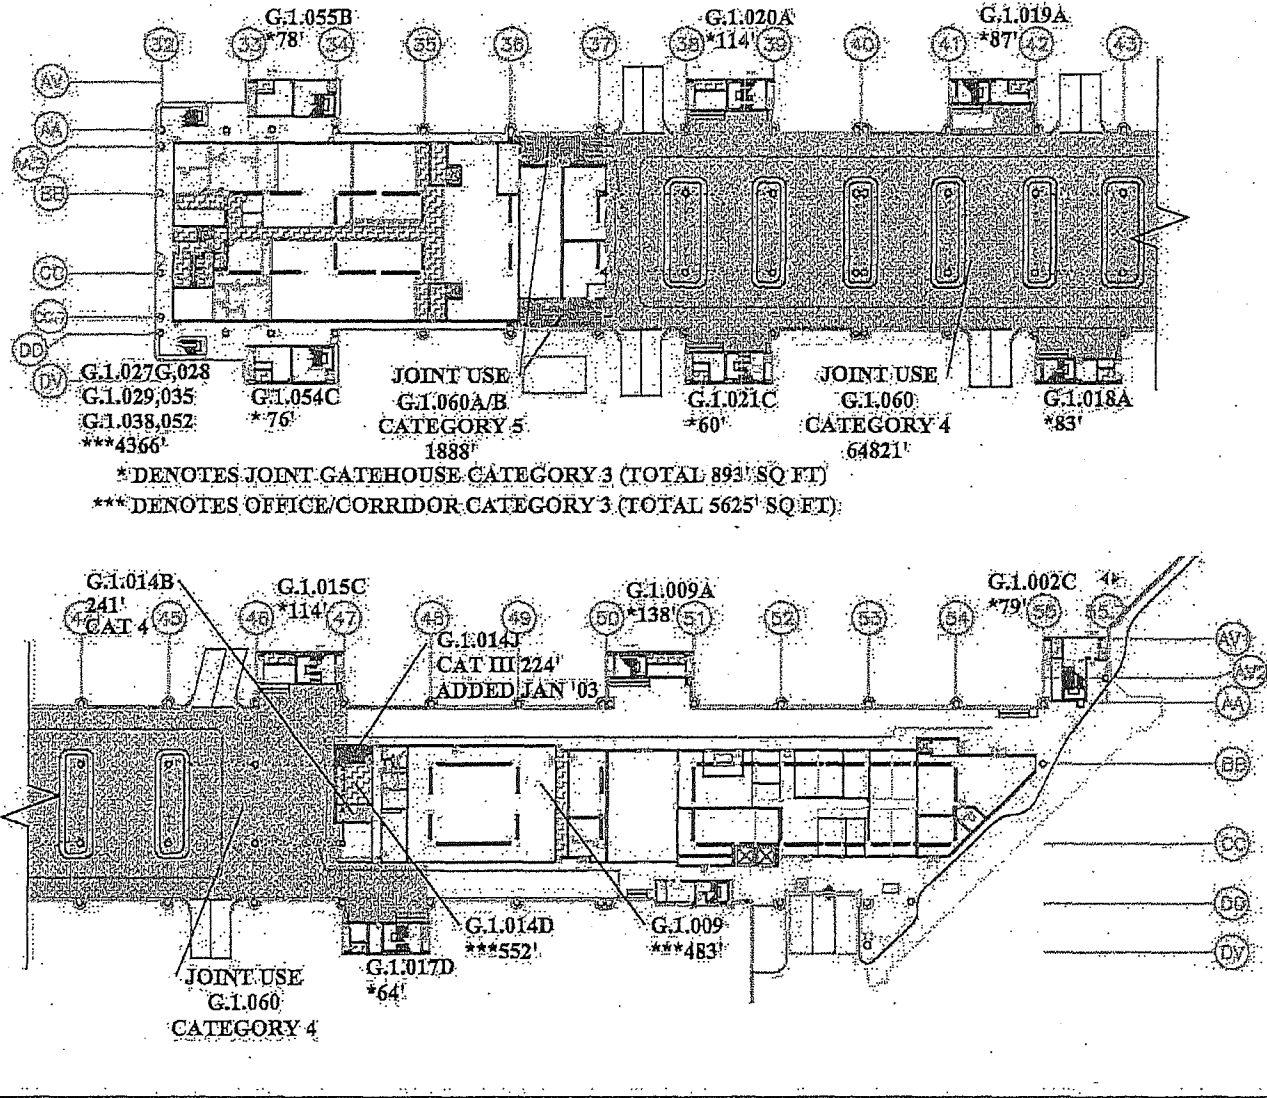 G.1.055B
*78'
G.1.020A
*114'
G.1.019A
*87'
32
33
34
35
36
37
38
39
40
41
42
43
AV
AA
BB
CC
DD
DV
G.1.027G,028
G.1.029,035
G.1.038,052
***4366'
G.1.054C
*76'
JOINT USE
G.1.060A/B
CATEGORY 5
1888'
G.1.021C
*60'
JOINT USE
G.1.060
CATEGORY 4
64821'
G.1.018A
*83'
* DENOTES JOINT GATEHOUSE CATEGORY 3 (TOTAL 893' SQ FT)
*** DENOTES OFFICE/CORRIDOR CATEGORY 3 (TOTAL 5625' SQ FT)
G.1.014B
241'
CAT 4
G.1.015C
*114'
G.1.009A
*138'
G.1.002C
*79'
44
45
46
47
48
49
50
51
52
53
54
G.1.014J
CAT III 224'
ADDED JAN '03
AV
AA
BB
CC
DD
DV
G.1.014D
***552'
G.1.009
***483'
G.1.017D
*64'
JOINT USE
G.1.060
CATEGORY 4